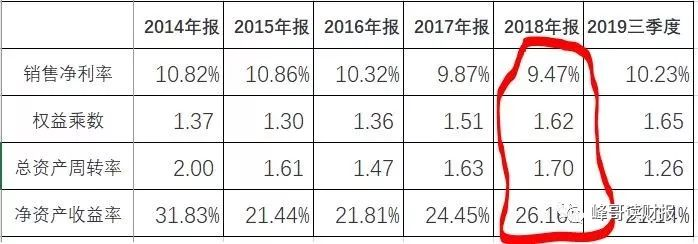 2014年报 2015年报 2016年报 2017年报 2018年报 2019三季度
销售净利率 10.82% 10.86% 10.32% 9.87% 9.47% 10.23%
权益乘数 1.37 1.30 1.36 1.51 1.62 1.65
总资产周转率 2.00 1.61 1.47 1.63 1.70 1.26
净资产收益率 31.83% 21.44% 21.81% 24.45%
峰哥读财报